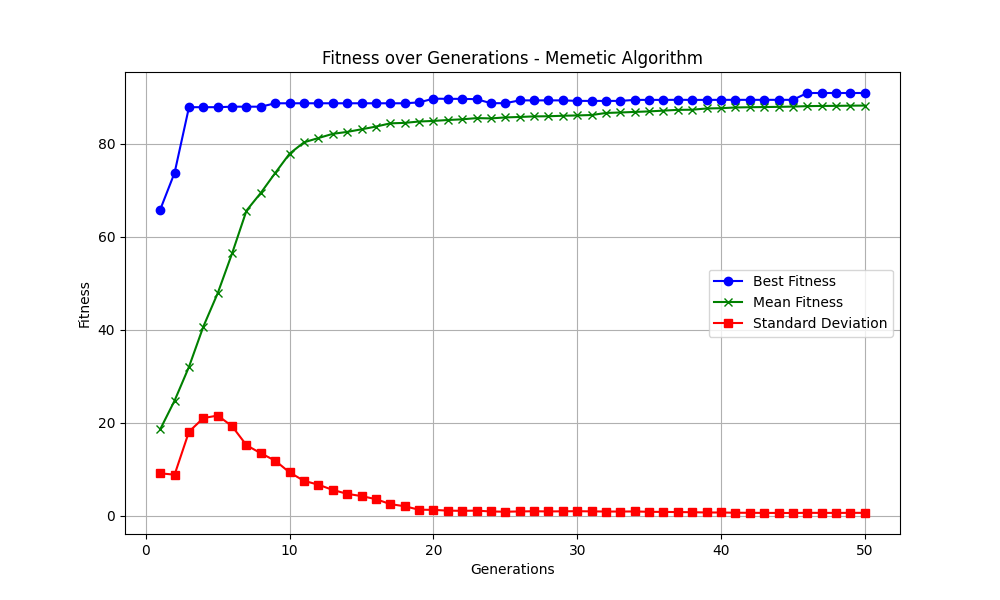 Fitness over Generations - Memetic Algorithm
Fitness
80
60
40
20
0
0 10 20 30 40 50
Generations
Best Fitness
Mean Fitness
Standard Deviation